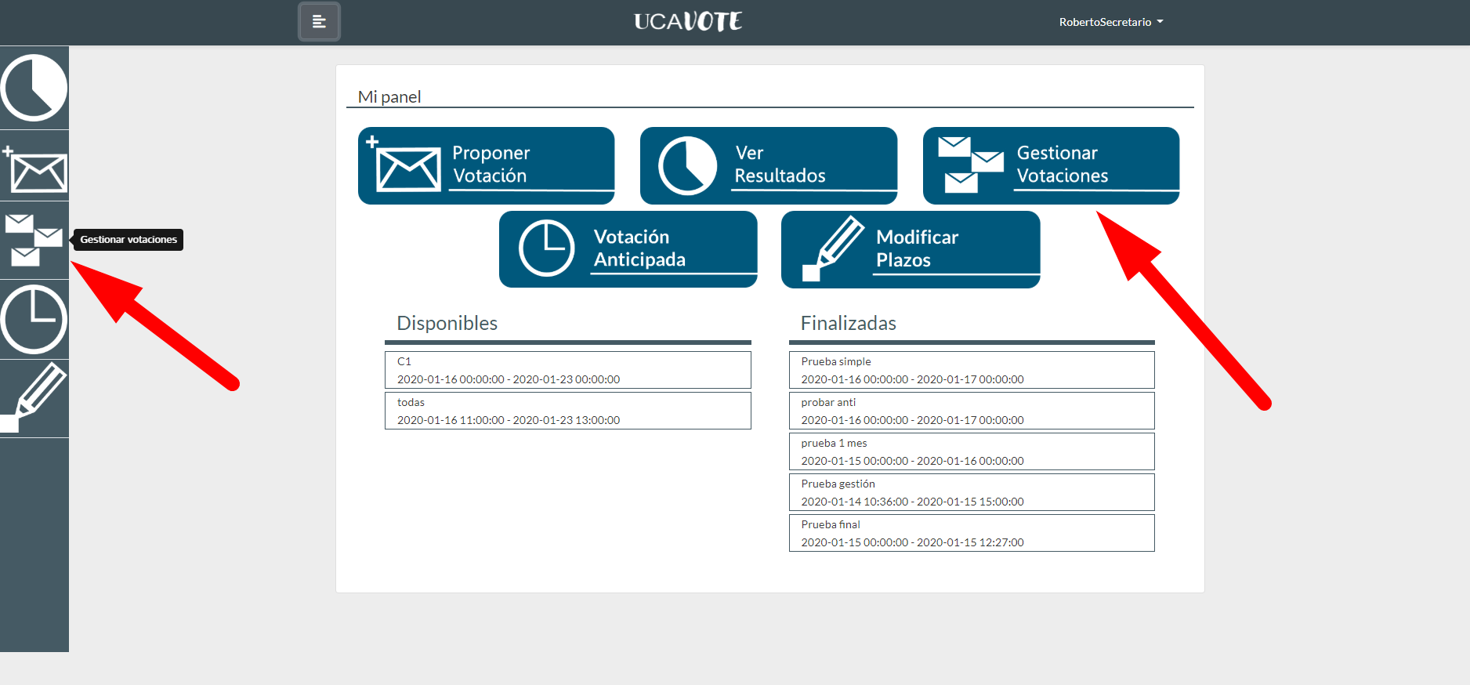 UCAVOTE
RobertoSecretario
Gestionar votaciones
Mi panel
Proponer
Votación
Ver
Resultados
Gestionar
Votaciones
Votación
Anticipada
Modificar
Plazos
Disponibles
C1
2020-01-16 00:00:00 - 2020-01-23 00:00:00
todas
2020-01-16 11:00:00 - 2020-01-23 13:00:00
Finalizadas
Prueba simple
2020-01-16 00:00:00 - 2020-01-17 00:00:00
probar anti
2020-01-16 00:00:00 - 2020-01-17 00:00:00
prueba 1 mes
2020-01-15 00:00:00 - 2020-01-16 00:00:00
Prueba gestión
2020-01-14 10:36:00 - 2020-01-15 15:00:00
Prueba final
2020-01-15 00:00:00 - 2020-01-15 12:27:00